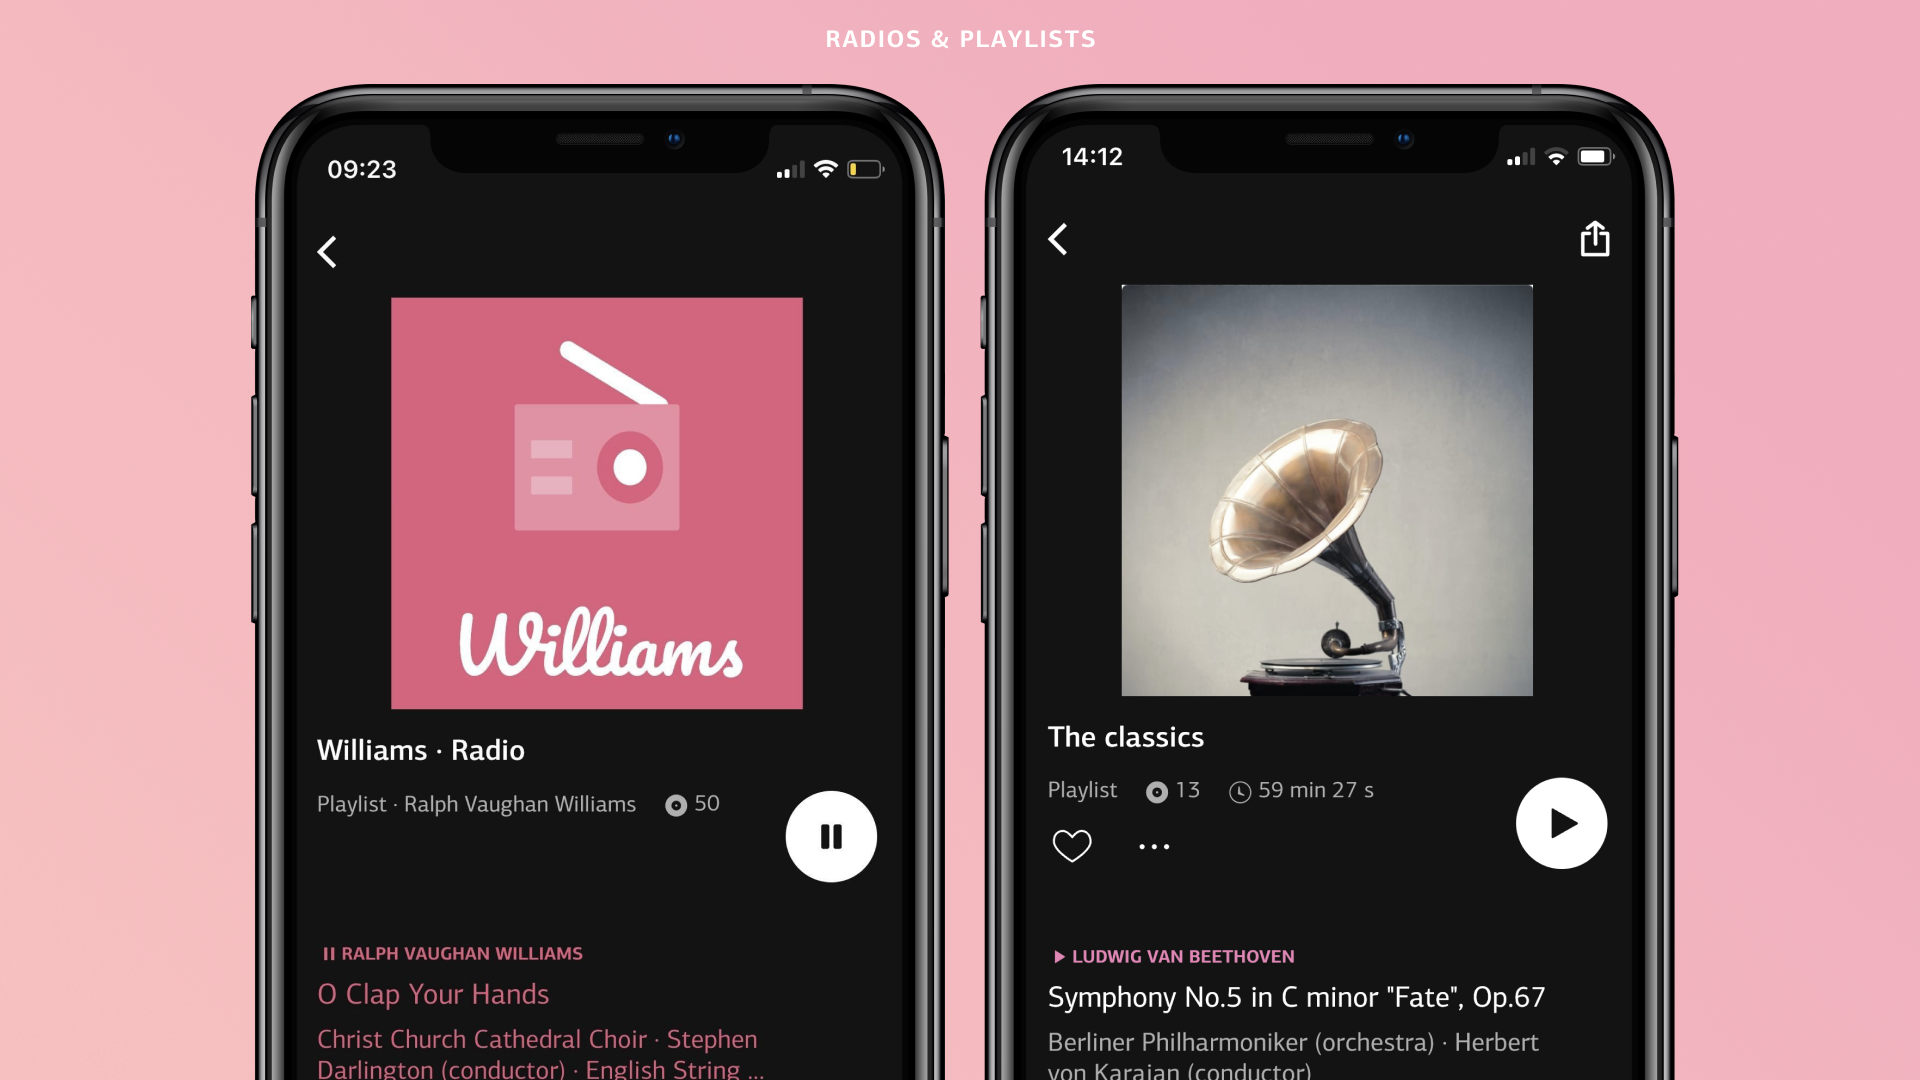 RADIOS & PLAYLISTS
09:23
Williams
Williams · Radio
Playlist · Ralph Vaughan Williams 50
RALPH VAUGHAN WILLIAMS
O Clap Your Hands
Christ Church Cathedral Choir · Stephen
Darlington (conductor) · English String ...
14:12
The classics
Playlist 13 59 min 27 s
LUDWIG VAN BEETHOVEN
Symphony No.5 in C minor "Fate", Op.67
Berliner Philharmoniker (orchestra) · Herbert
von Karajan (conductor)